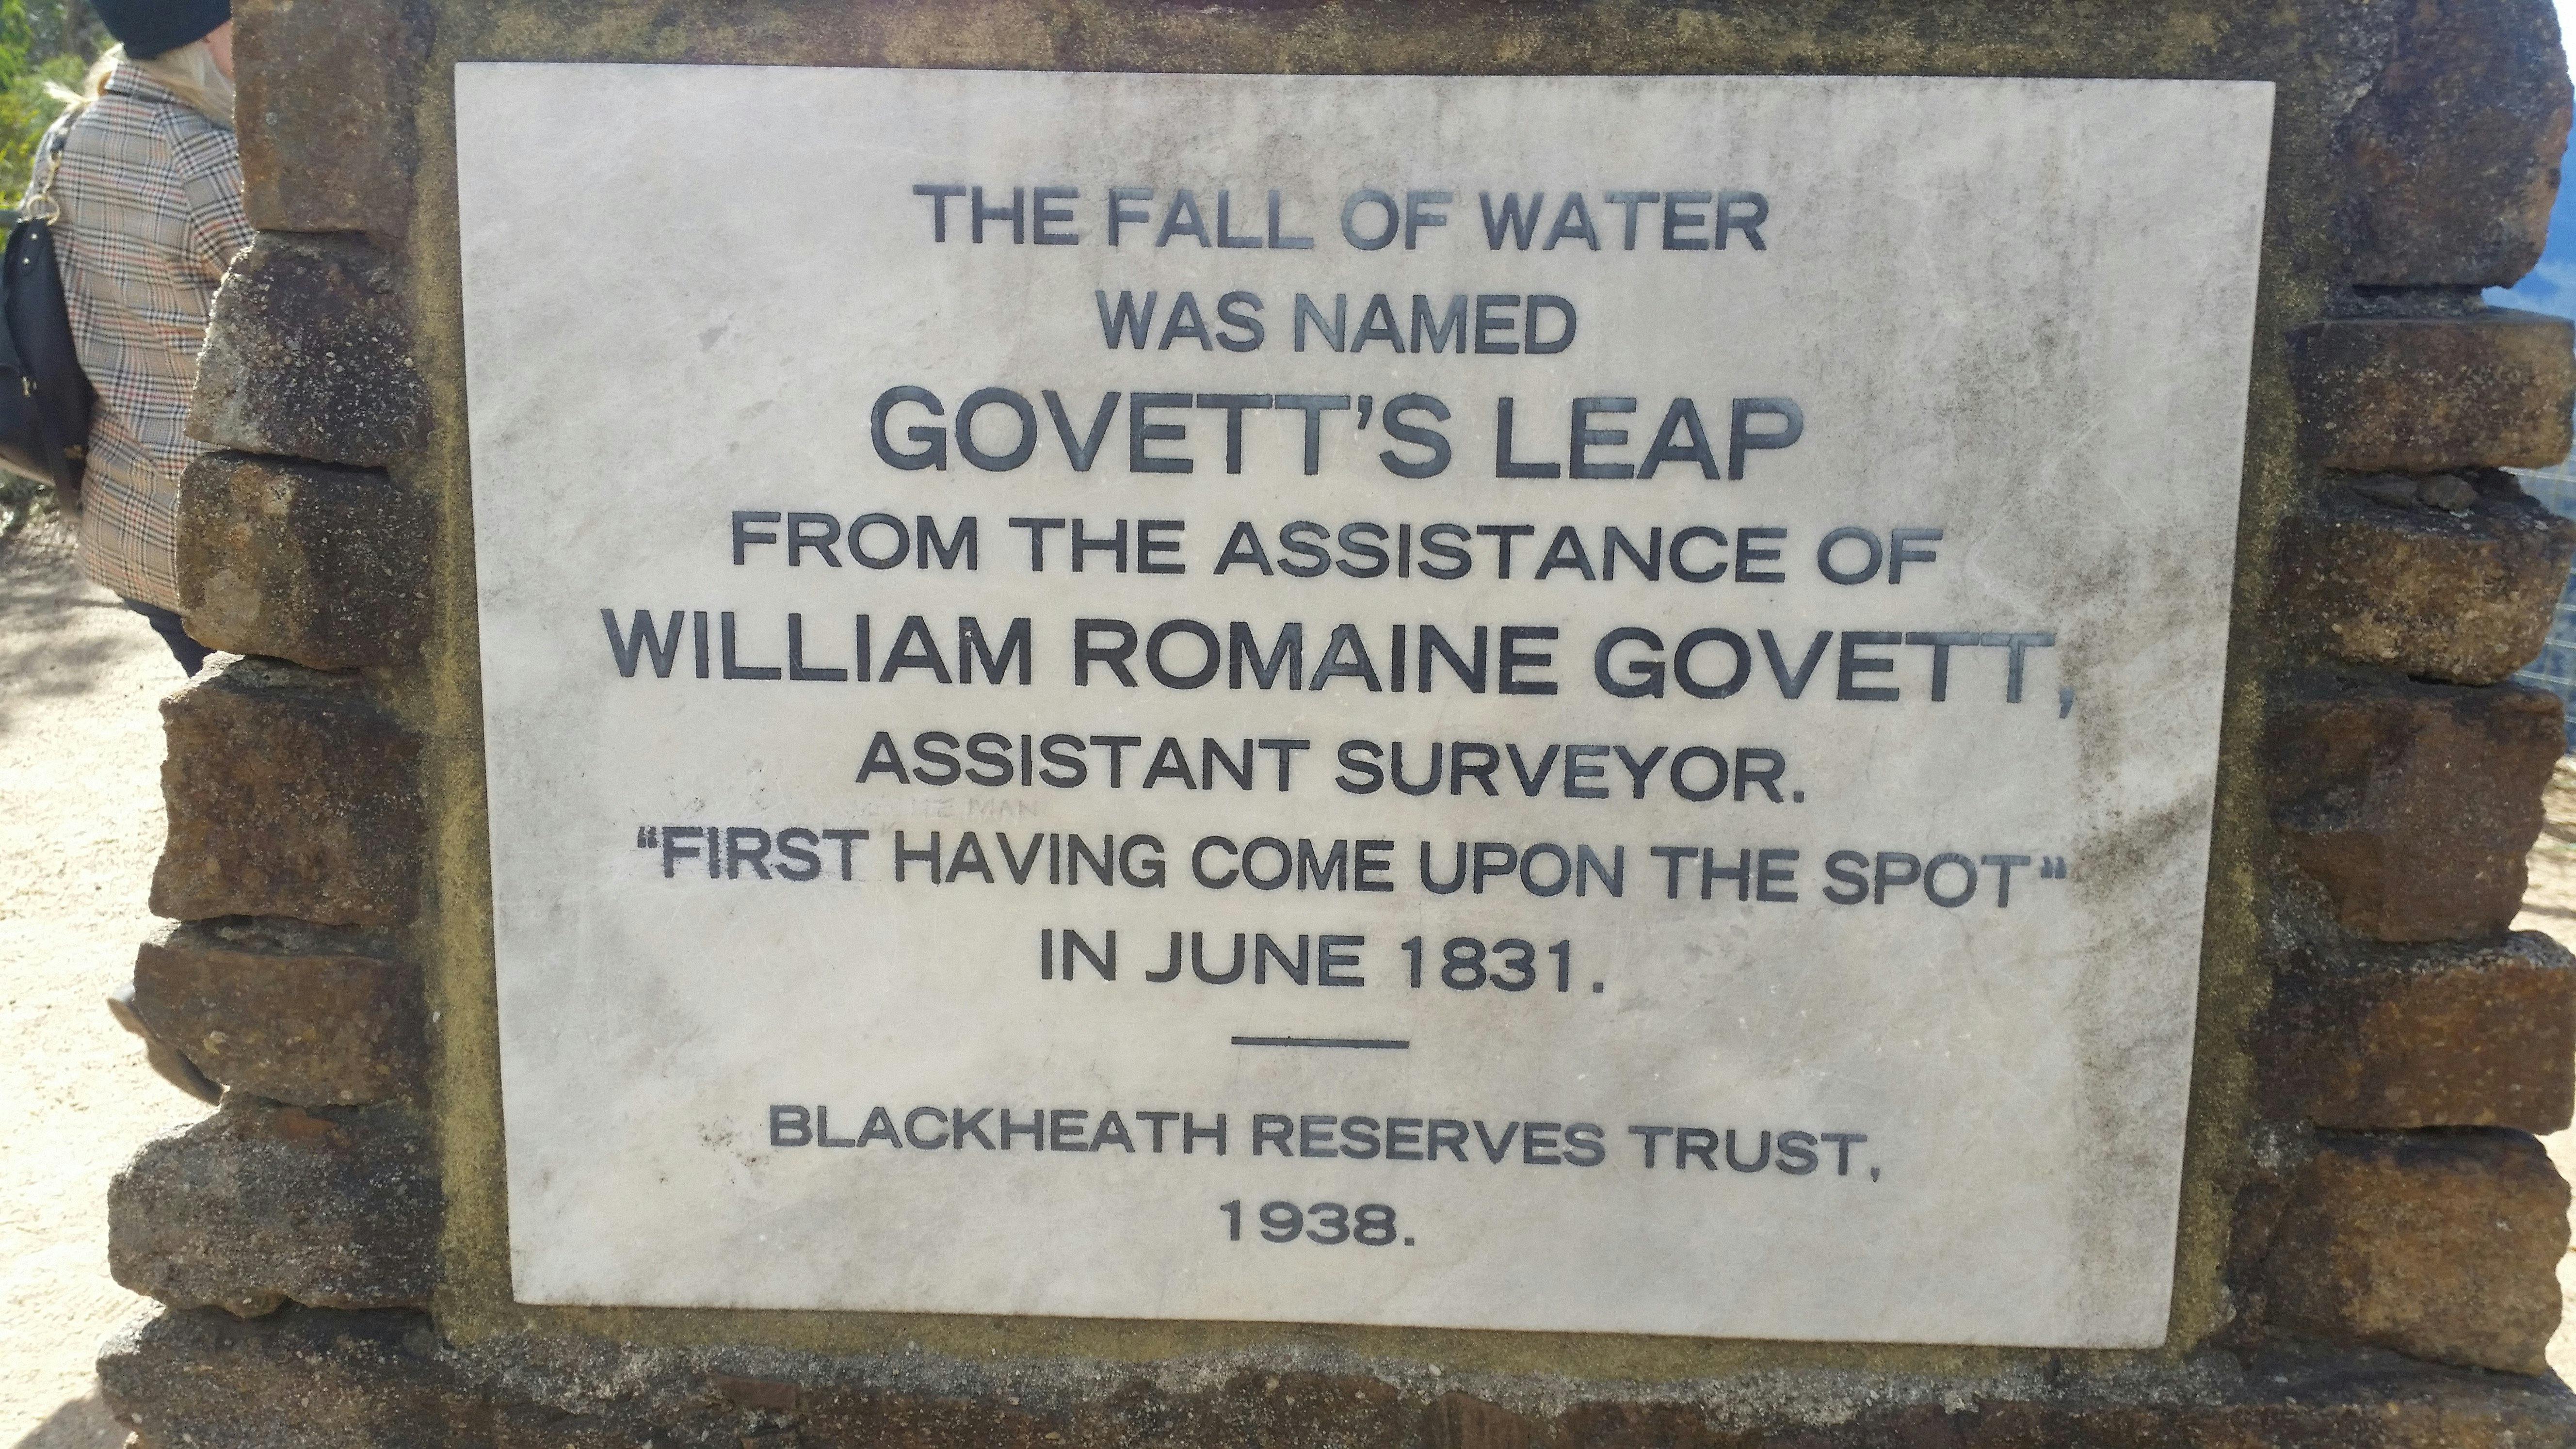 THE FALL OF WATER
WAS NAMED
GOVETT'S LEAP
FROM THE ASSISTANCE OF
WILLIAM ROMAINE GOVETT,
ASSISTANT SURVEYOR.
"FIRST HAVING COME UPON THE SPOT"
IN JUNE 1831.
BLACKHEATH RESERVES TRUST,
1938.